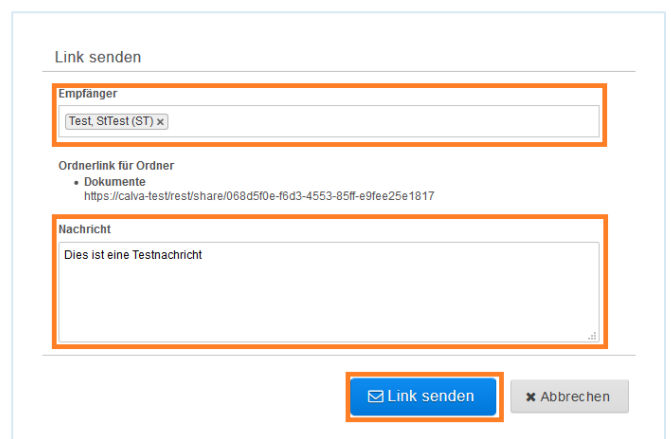 Link senden
Empfänger
Test, StTest (ST) ×
Ordnerlink für Ordner
• Dokumente
https://calva-test/rest/share/068d5f0e-f6d3-4553-85ff-e9fee25e1817
Nachricht
Dies ist eine Testnachricht
Link senden
× Abbrechen